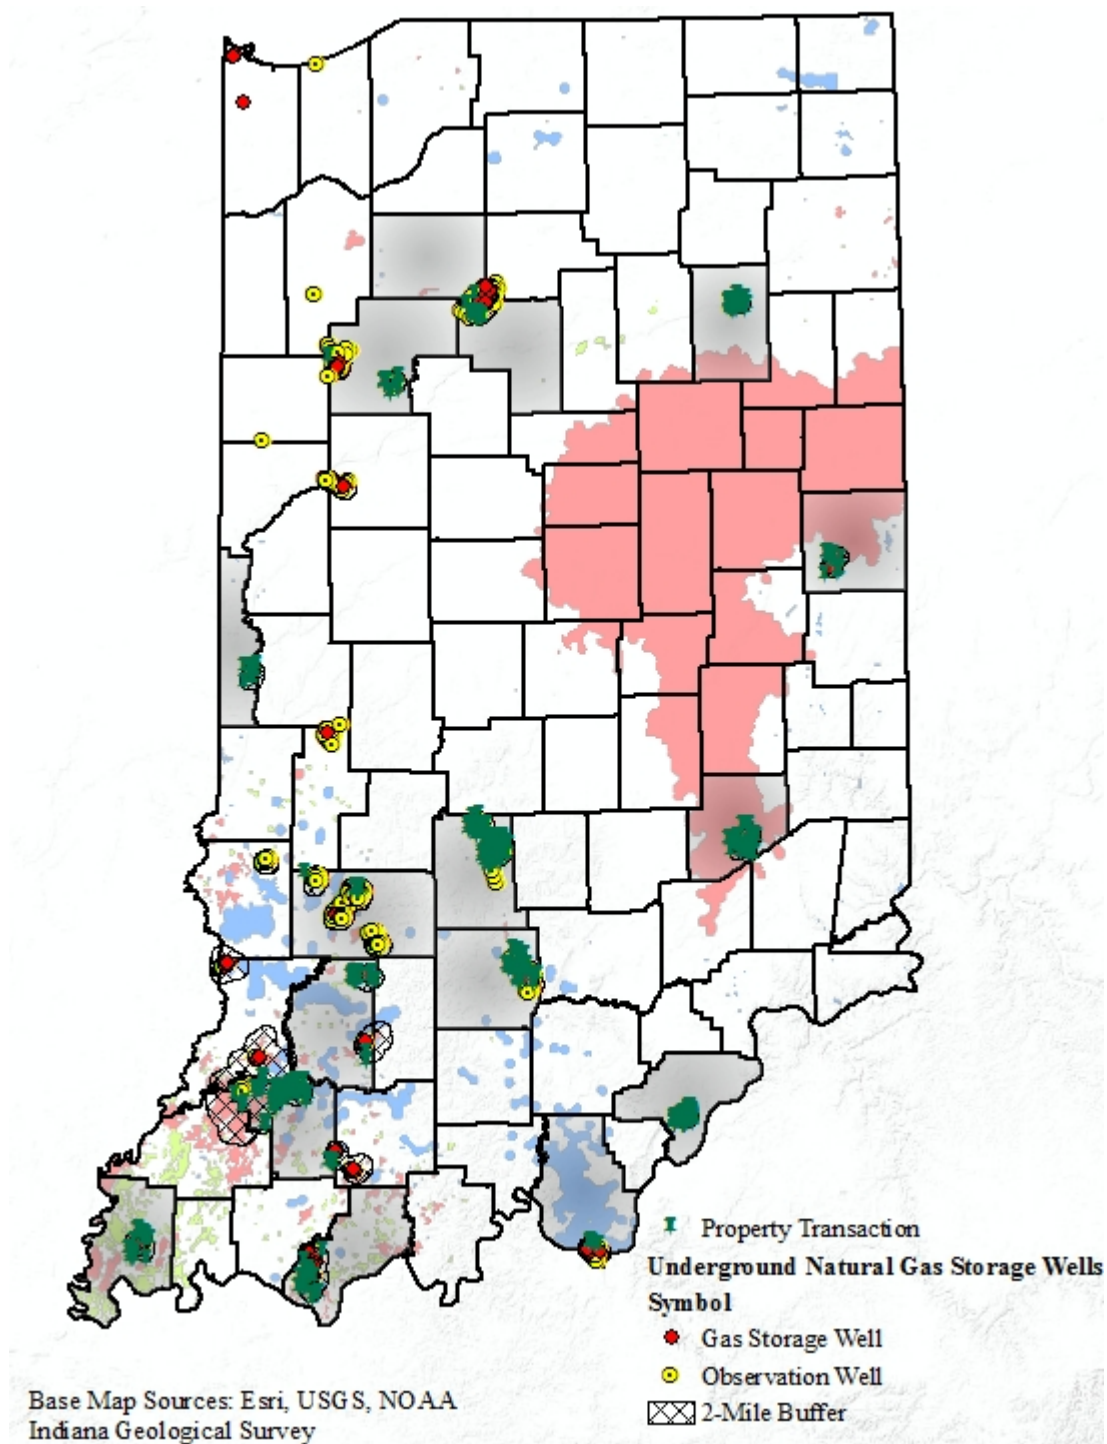 Property Transaction
Underground Natural Gas Storage Wells
Symbol
Gas Storage Well
Observation Well
2-Mile Buffer
Base Map Sources: Esri, USGS, NOAA
Indiana Geological Survey